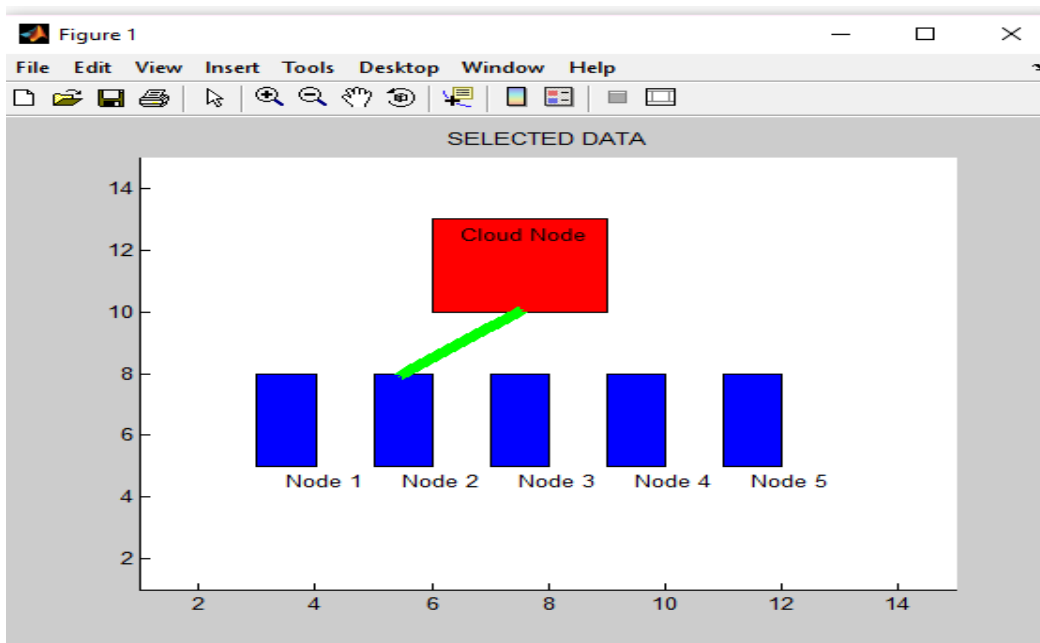 Figure 1
File Edit View Insert Tools Desktop Window Help
SELECTED DATA
14
12
10
8
6
4
2
Cloud Node
Node 1 Node 2 Node 3 Node 4 Node 5
2 4 6 8 10 12 14